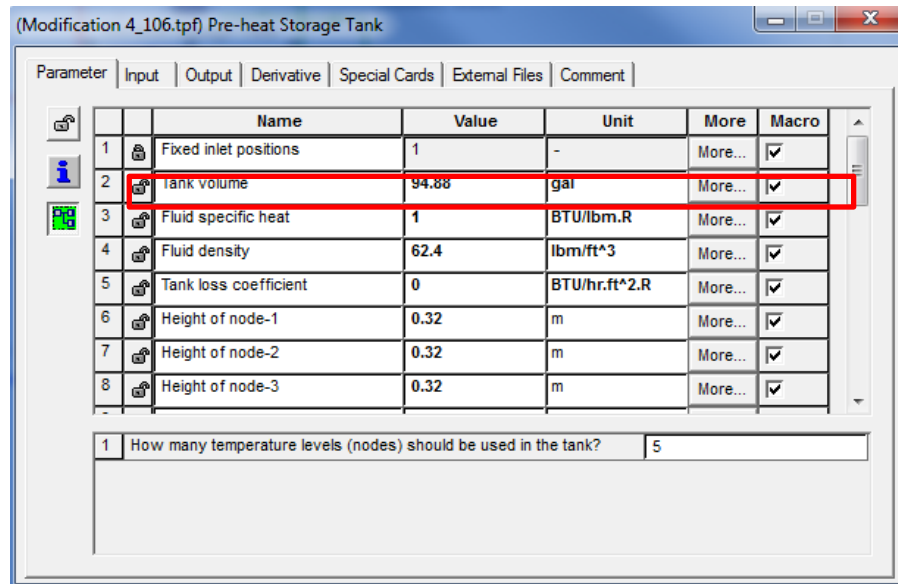 (Modification 4_106.tpf) Pre-heat Storage Tank
Parameter Input Output Derivative Special Cards External Files Comment
Name Value Unit More Macro
1 Fixed inlet positions 1 - More...
2 Tank volume 94.88 gal More...
3 Fluid specific heat 1 BTU/lbm.R More...
4 Fluid density 62.4 lbm/ft^3 More...
5 Tank loss coefficient 0 BTU/hr.ft^2.R More...
6 Height of node-1 0.32 m More...
7 Height of node-2 0.32 m More...
8 Height of node-3 0.32 m More...
1 How many temperature levels (nodes) should be used in the tank? 5